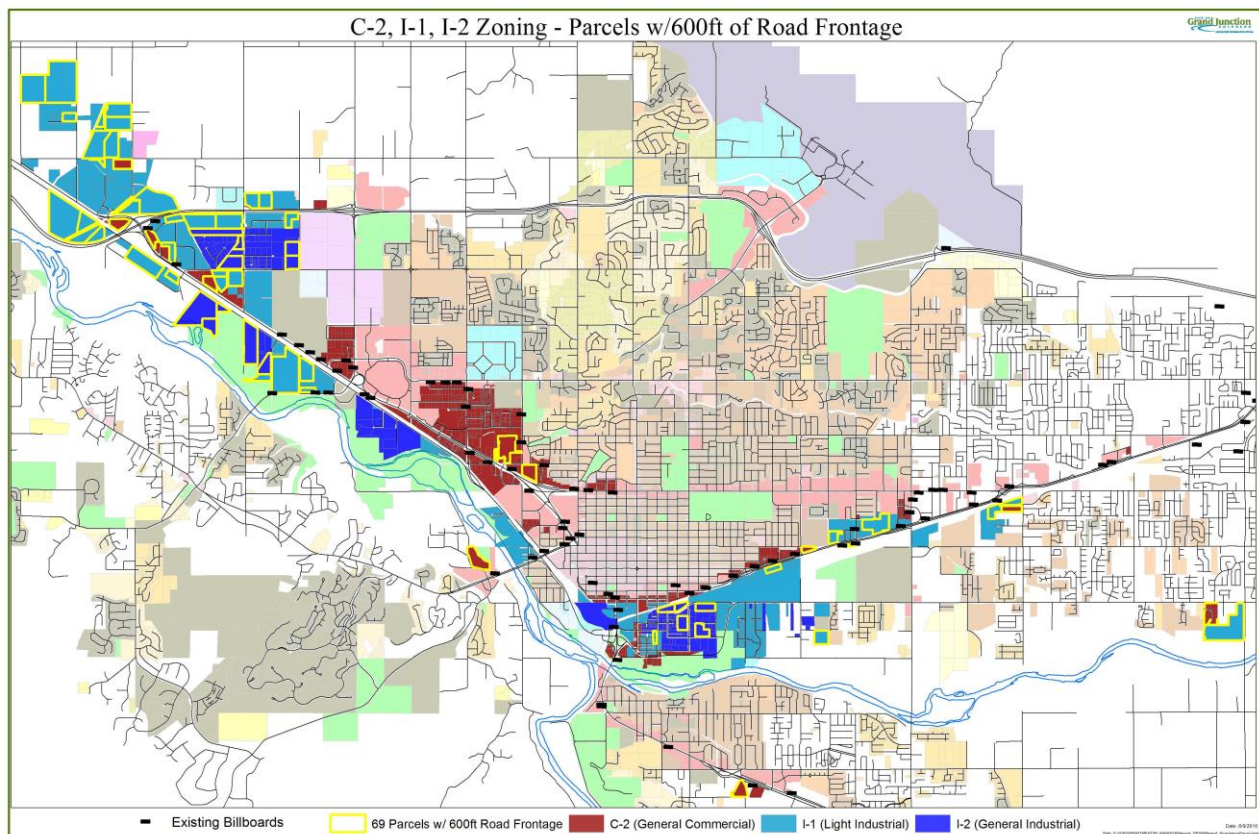 C-2, I-1, I-2 Zoning - Parcels w/600ft of Road Frontage
Grand Junction
COLORADO
Existing Billboards
69 Parcels w/ 600ft Road Frontage
C-2 (General Commercial)
I-1 (Light Industrial)
I-2 (General Industrial)